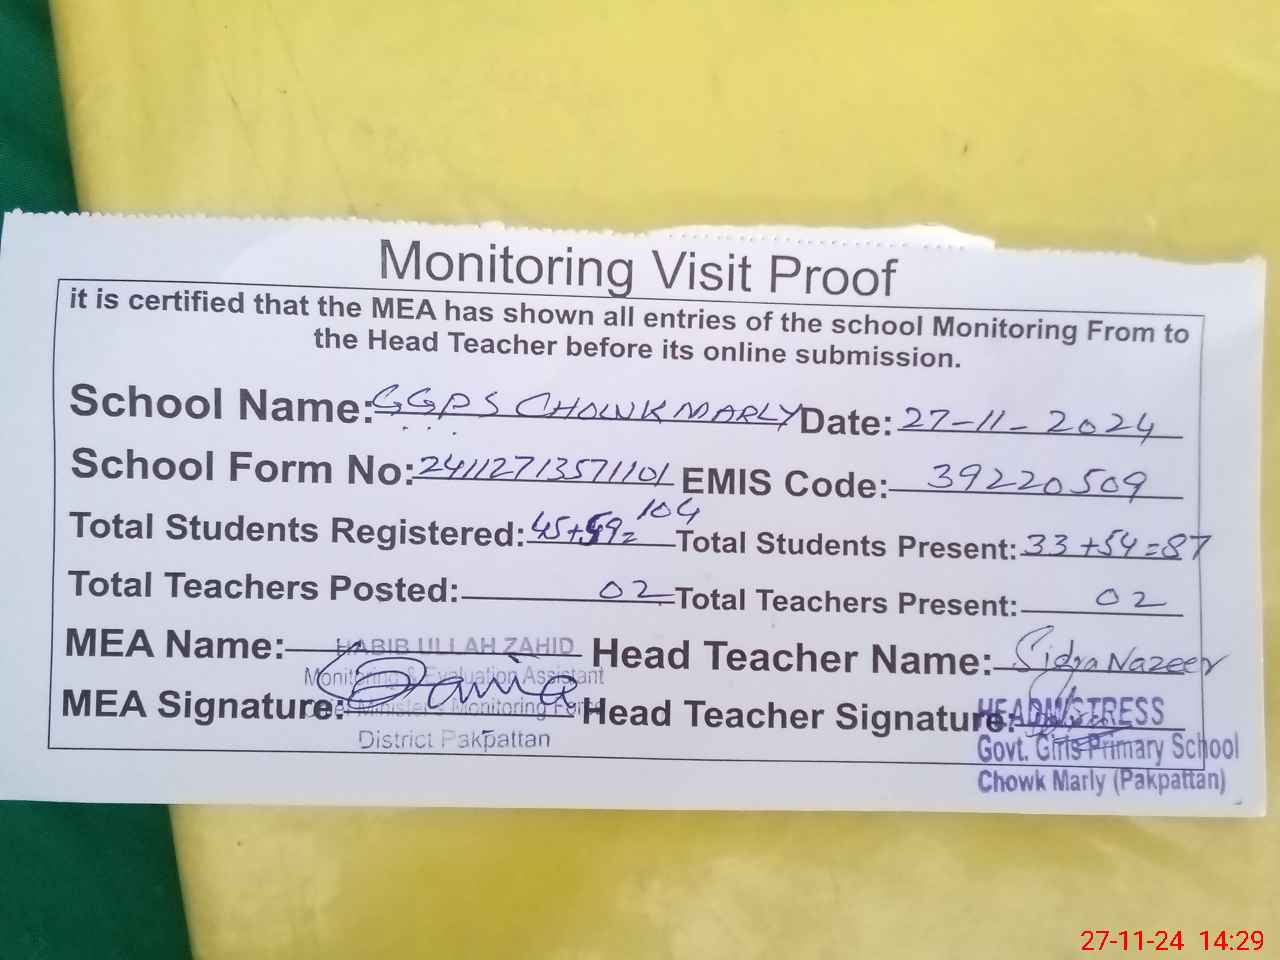 Monitoring Visit Proof
it is certified that the MEA has shown all entries of the school Monitoring From to
the Head Teacher before its online submission.
School Name: GGPS CHOWK MARLY Date: 27-11-2024
School Form No: 24112713571101 EMIS Code: 39220509
Total Students Registered: 45+59=104 Total Students Present: 33+54=87
Total Teachers Posted: 02 Total Teachers Present: 02
MEA Name: HABIB ULLAH ZAHID Head Teacher Name: Sidra Nazeer
Monitoring & Evaluation Assistant
MEA Signature: Minister's Monitoring Head Teacher Signature: HEADMISTRESS
District Pakpattan Govt. Girls Primary School
Chowk Marly (Pakpattan)
27-11-24 14:29